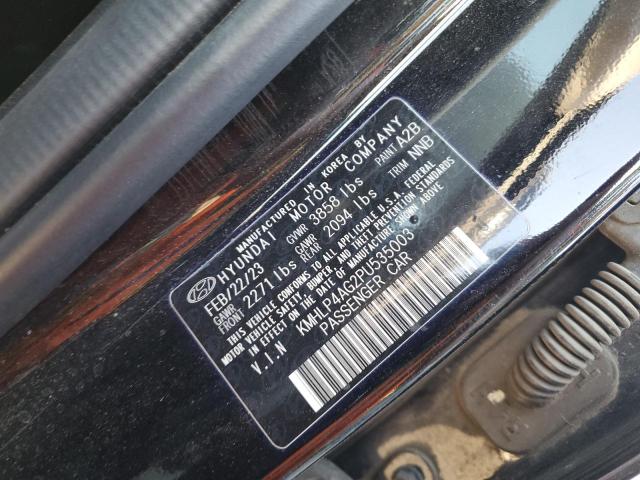 MANUFACTURED IN KOREA BY
HYUNDAI MOTOR COMPANY
FEB/22/23 GVWR 3858 lbs PAINT A2B
GAWR FRONT 2271 lbs GAWR REAR 2094 lbs TRIM NNB
THIS VEHICLE CONFORMS TO ALL APPLICABLE U.S.A. FEDERAL
MOTOR VEHICLE SAFETY, BUMPER AND THEFT PREVENTION STANDARDS
IN EFFECT ON THE DATE OF MANUFACTURE SHOWN ABOVE
V.I.N KMHLP4AG2PU535003
PASSENGER CAR